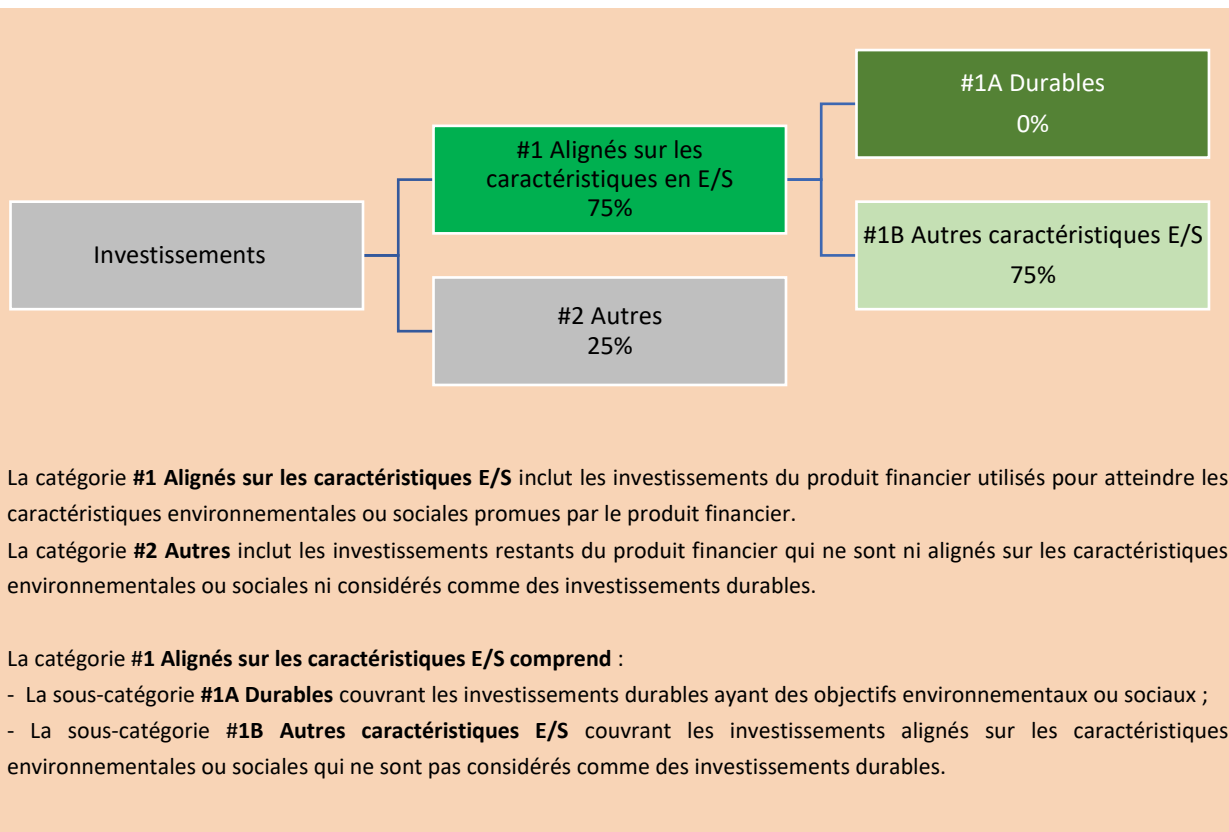 #1A Durables
0%
#1 Alignés sur les
caractéristiques en E/S
75%
#1B Autres caractéristiques E/S
75%
Investissements
#2 Autres
25%
La catégorie #1 Alignés sur les caractéristiques E/S inclut les investissements du produit financier utilisés pour atteindre les
caractéristiques environnementales ou sociales promues par le produit financier.
La catégorie #2 Autres inclut les investissements restants du produit financier qui ne sont ni alignés sur les caractéristiques
environnementales ou sociales ni considérés comme des investissements durables.
La catégorie #1 Alignés sur les caractéristiques E/S comprend :
- La sous-catégorie #1A Durables couvrant les investissements durables ayant des objectifs environnementaux ou sociaux ;
- La sous-catégorie #1B Autres caractéristiques E/S couvrant les investissements alignés sur les caractéristiques
environnementales ou sociales qui ne sont pas considérés comme des investissements durables.